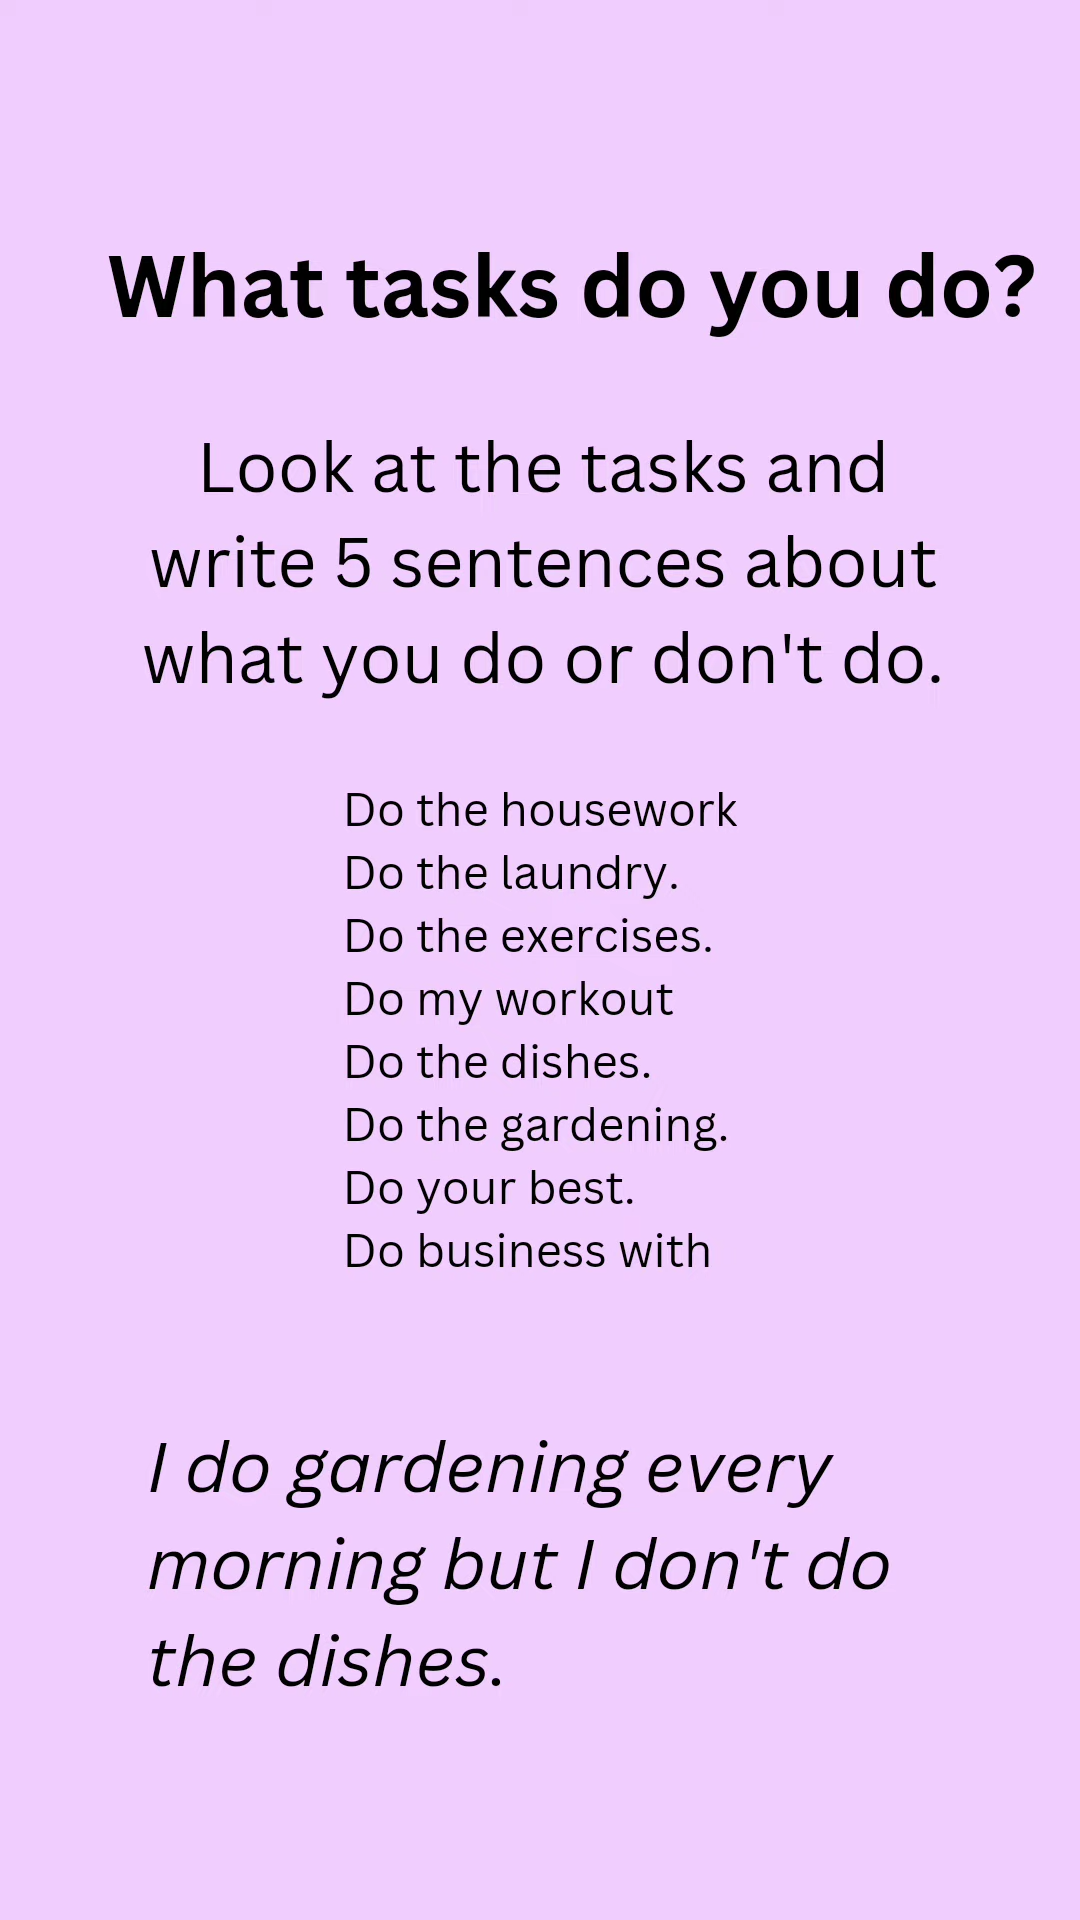 What tasks do you do?
Look at the tasks and
write 5 sentences about
what you do or don't do.
Do the housework
Do the laundry.
Do the exercises.
Do my workout
Do the dishes.
Do the gardening.
Do your best.
Do business with
I do gardening every
morning but I don't do
the dishes.